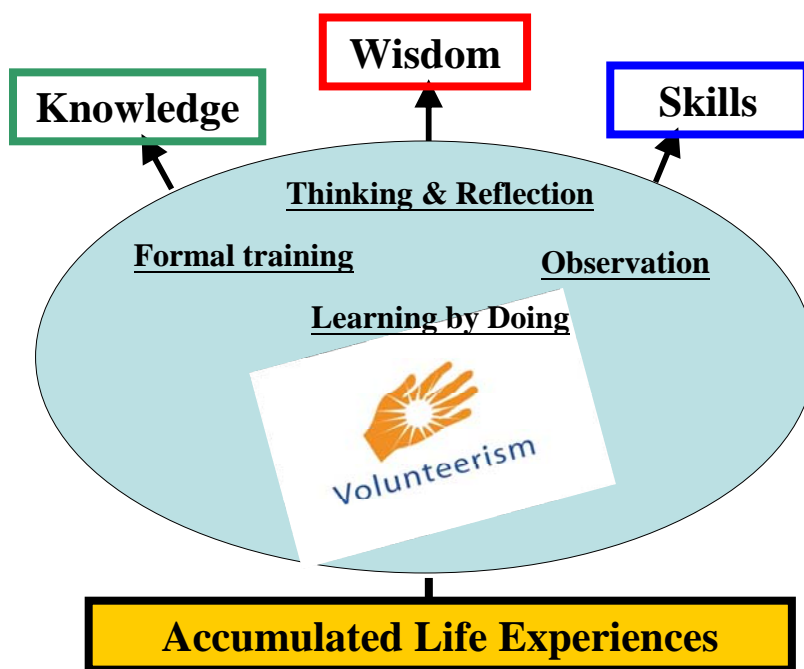 Wisdom
Knowledge
Skills
Thinking & Reflection
Formal training
Observation
Learning by Doing
Volunteerism
Accumulated Life Experiences